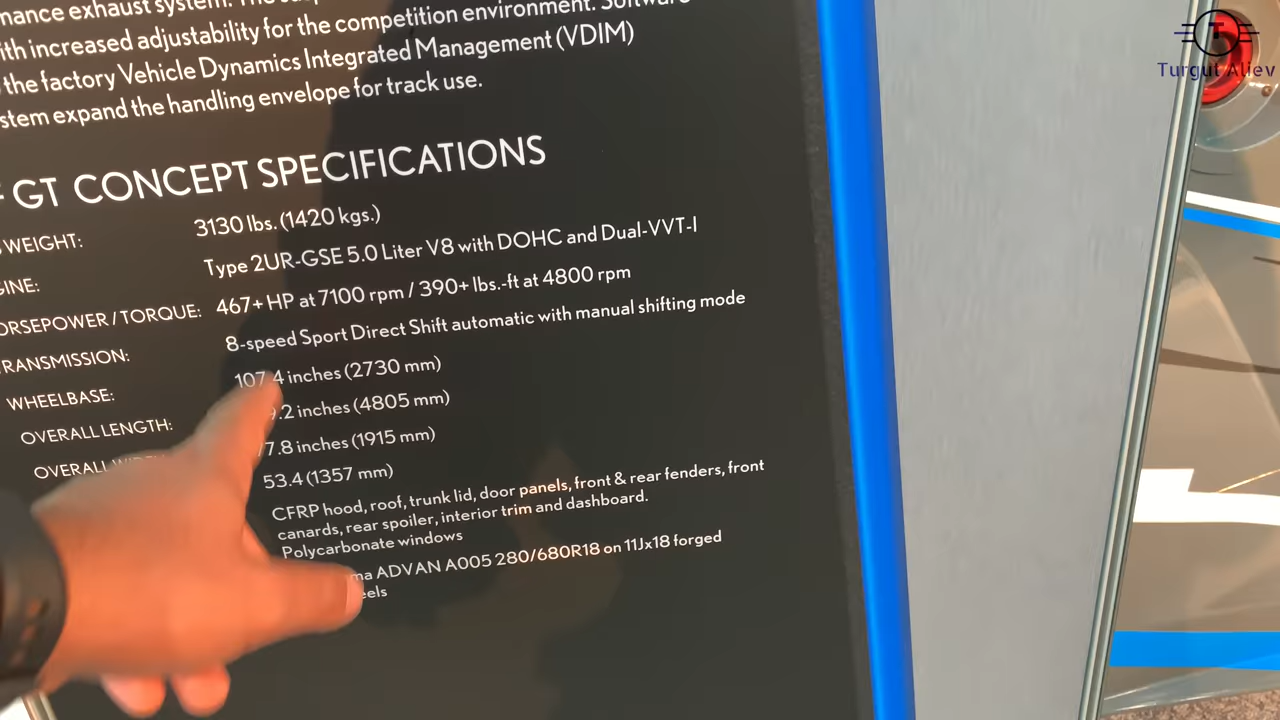 exhaust system.
increased adjustability for the competition environment. Software
the factory Vehicle Dynamics Integrated Management (VDIM)
expand the handling envelope for track use.
GT CONCEPT SPECIFICATIONS
WEIGHT: 3130 lbs. (1420 kgs.)
Type 2UR-GSE 5.0 Liter V8 with DOHC and Dual-VVT-I
/ TORQUE: 467+ HP at 7100 rpm / 390+ lbs.-ft at 4800 rpm
8-speed Sport Direct Shift automatic with manual shifting mode
WHEELBASE: 107.4 inches (2730 mm)
OVERALL LENGTH: inches (4805 mm)
OVERALL inches (1915 mm)
53.4 (1357 mm)
CFRP hood, roof, trunk lid, door panels, front & rear fenders, front
canards, rear spoiler, interior trim and dashboard.
Polycarbonate windows
ADVAN A005 280/680R18 on 11Jx18 forged
T
Turgut Aliev